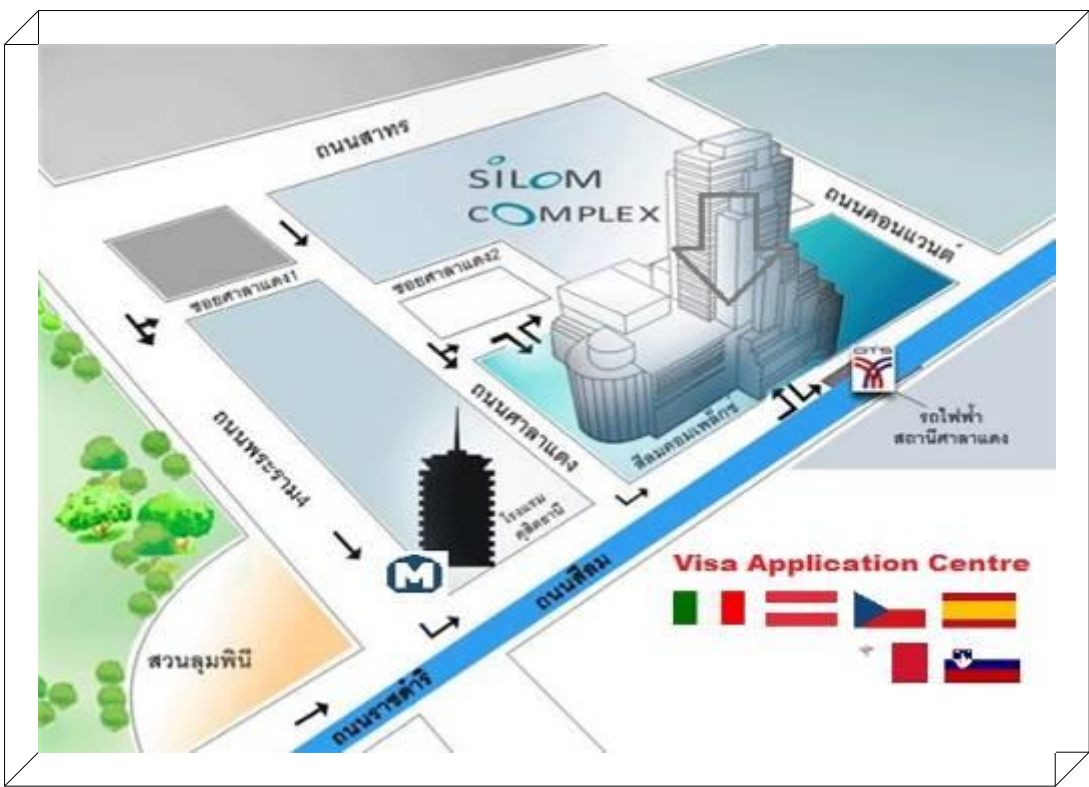 ถนนสาทร
SILOM
COMPLEX
ถนนคอนแวนต์
ซอยศาลาแดง2
ซอยศาลาแดง1
BTS
รถไฟฟ้า
สถานีศาลาแดง
ถนนศาลาแดง
สีลมคอมเพล็กซ์
ถนนพระราม4
โรงแรม
ดุสิตธานี
M
ถนนสีลม
Visa Application Centre
สวนลุมพินี
ถนนราชดำริ